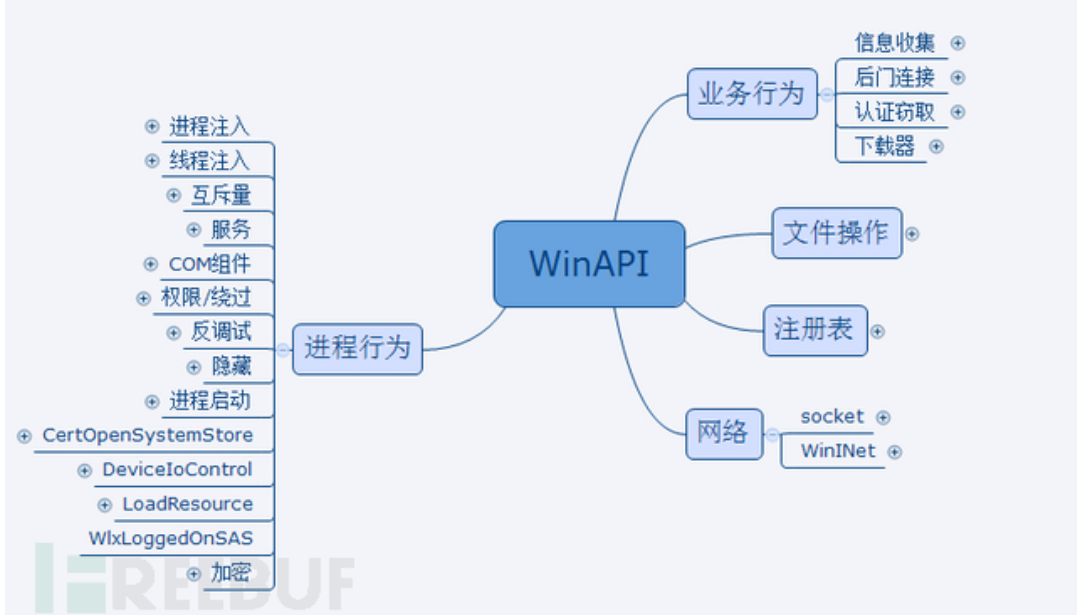 WinAPI
业务行为
信息收集
后门连接
认证窃取
下载器
文件操作
注册表
网络
socket
WinINet
进程行为
进程注入
线程注入
互斥量
服务
COM组件
权限/绕过
反调试
隐藏
进程启动
CertOpenSystemStore
DeviceIoControl
LoadResource
WlxLoggedOnSAS
加密
FREEBUF